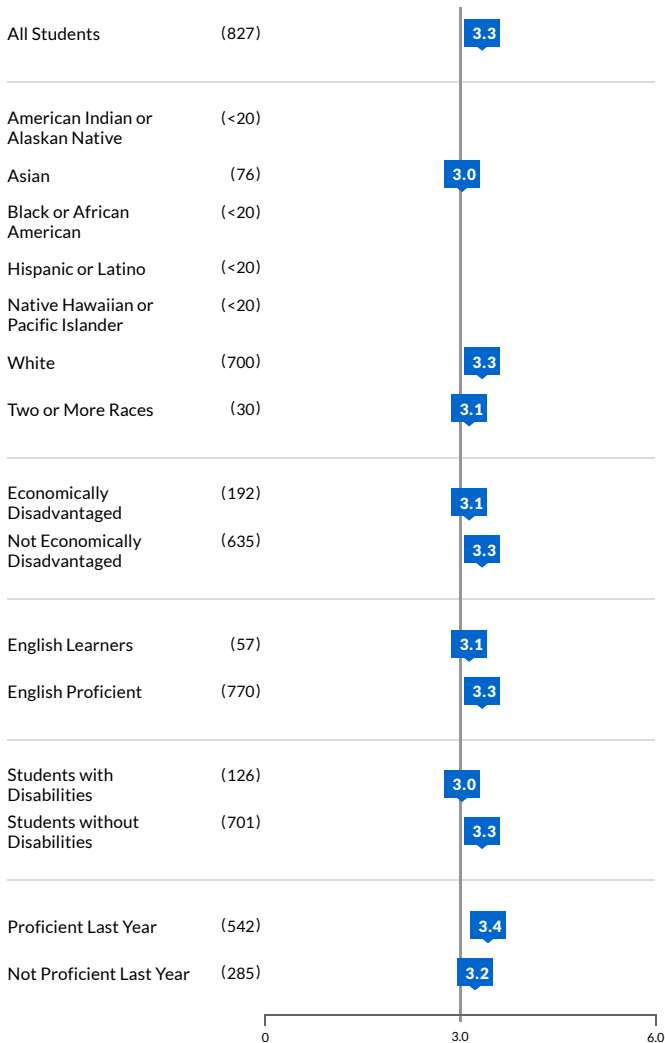 All Students (827) 3.3
American Indian or (<20)
Alaskan Native
Asian (76) 3.0
Black or African (<20)
American
Hispanic or Latino (<20)
Native Hawaiian or (<20)
Pacific Islander
White (700) 3.3
Two or More Races (30) 3.1
Economically (192) 3.1
Disadvantaged
Not Economically (635) 3.3
Disadvantaged
English Learners (57) 3.1
English Proficient (770) 3.3
Students with (126) 3.0
Disabilities
Students without (701) 3.3
Disabilities
Proficient Last Year (542) 3.4
Not Proficient Last Year (285) 3.2
0 3.0 6.0